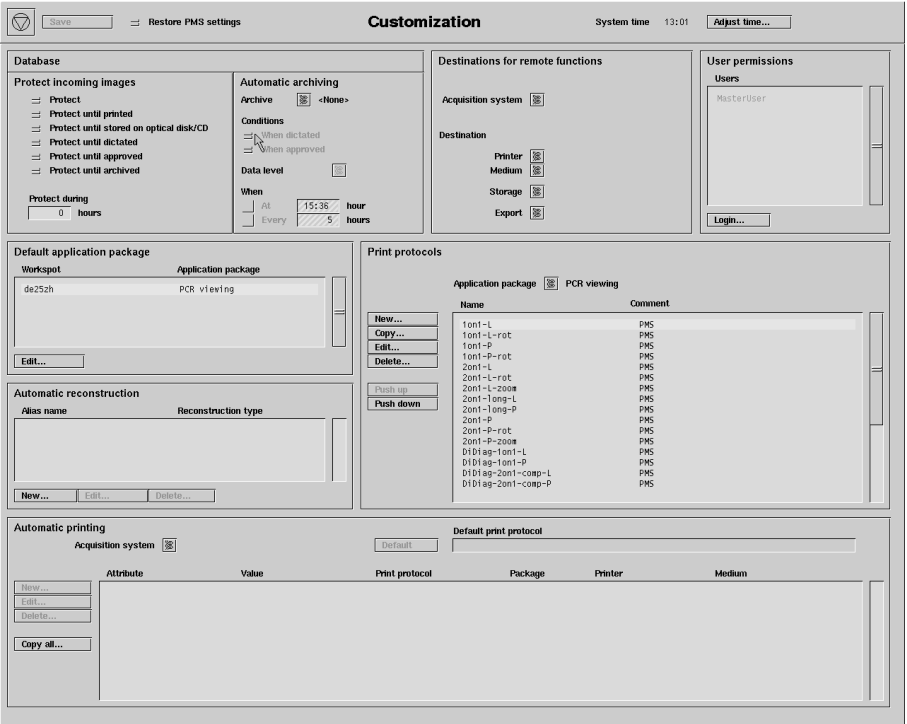 Save Restore PMS settings Customization System time 13:01 Adjust time...
Database
Protect incoming images
Protect
Protect until printed
Protect until stored on optical disk/CD
Protect until dictated
Protect until approved
Protect until archived
Protect during
0 hours
Automatic archiving
Archive <None>
Conditions
When dictated
When approved
Data level
When
At 15:36 hour
Every 5 hours
Destinations for remote functions
Acquisition system
Destination
Printer
Medium
Storage
Export
User permissions
Users
MasterUser
Login...
Default application package
Workspot Application package
de25zh PCR viewing
Edit...
Automatic reconstruction
Alias name Reconstruction type
New... Edit... Delete...
Print protocols
Application package PCR viewing
Name Comment
New...
Copy...
Edit...
Delete...
Push up
Push down
1on1-L PMS
1on1-L-rot PMS
1on1-P PMS
1on1-P-rot PMS
2on1-L PMS
2on1-L-rot PMS
2on1-L-zoom PMS
2on1-long-L PMS
2on1-long-P PMS
2on1-P PMS
2on1-P-rot PMS
2on1-P-zoom PMS
DiDiag-1on1-L PMS
DiDiag-1on1-P PMS
DiDiag-2on1-comp-L PMS
DiDiag-2on1-comp-P PMS
Automatic printing
Acquisition system Default Default print protocol
Attribute Value Print protocol Package Printer Medium
New...
Edit...
Delete...
Copy all...